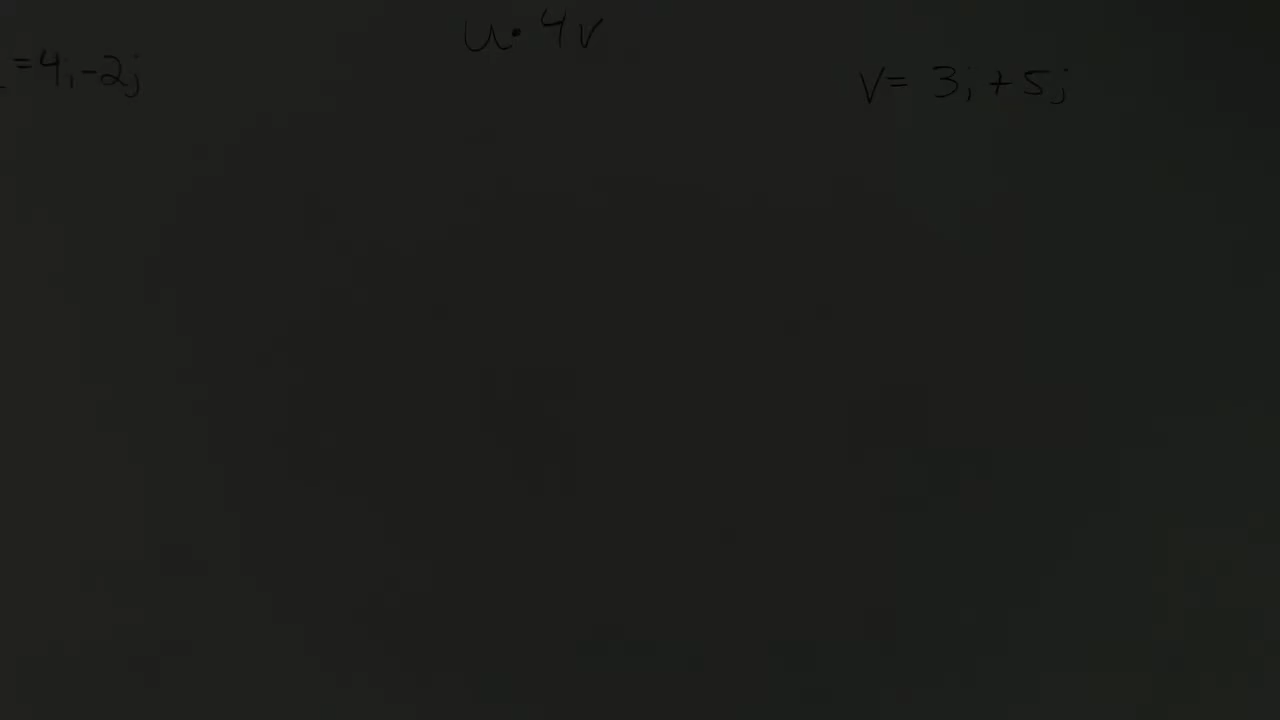 u · 4v
= 4i - 2j
v = 3i + 5j